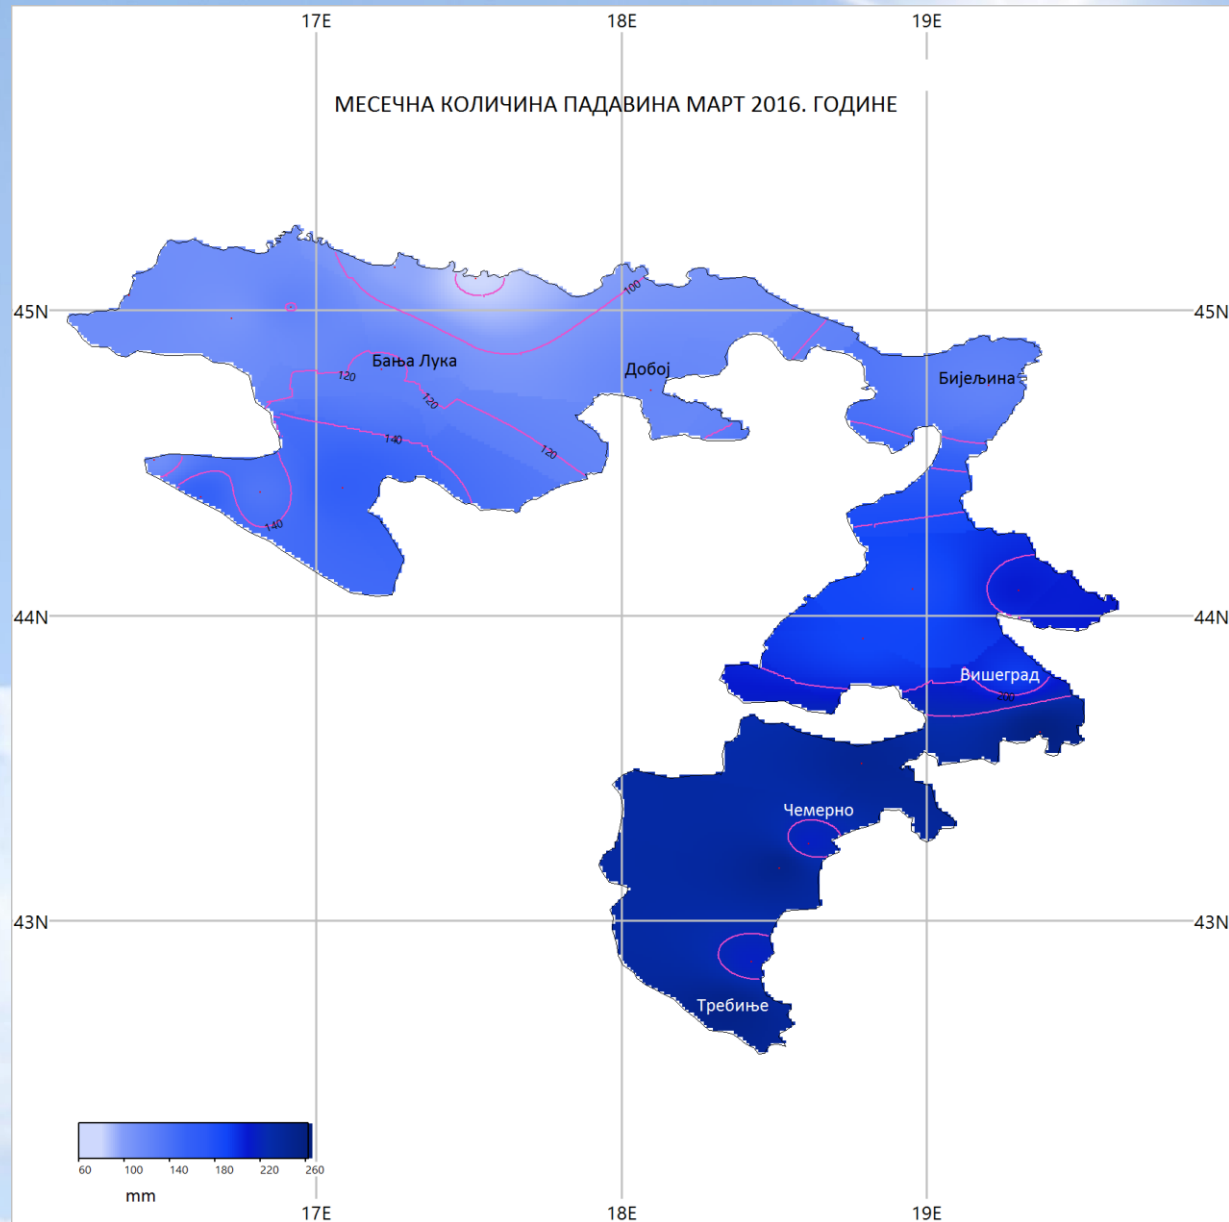 17E 18E 19E
МЕСЕЧНА КОЛИЧИНА ПАДАВИНА МАРТ 2016. ГОДИНЕ
100
45N 45N
Бања Лука
Добој
120
Бијељина
120
140
120
140
44N 44N
Вишеград
200
Чемерно
43N 43N
Требиње
60 100 140 180 220 260
mm
17E 18E 19E